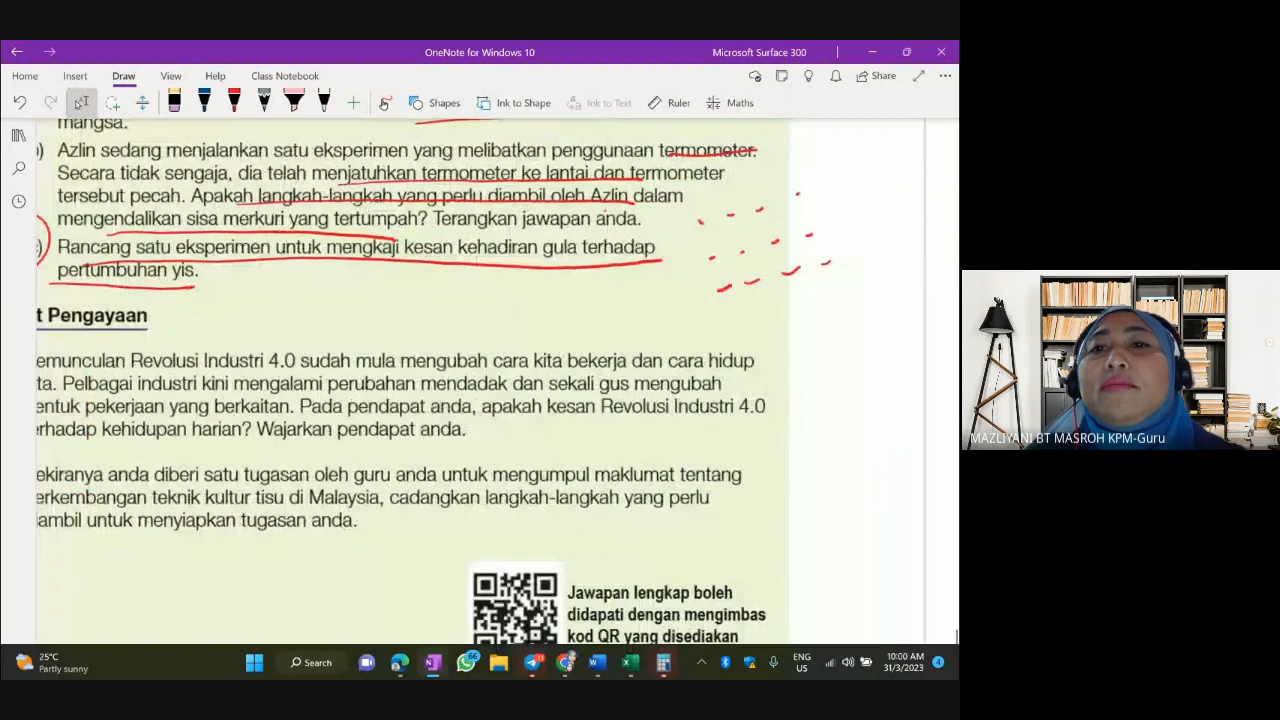 OneNote for Windows 10
Microsoft Surface 300
Home Insert Draw View Help Class Notebook
Share
Shapes Ink to Shape Ink to Text Ruler Maths
mangsa.
) Azlin sedang menjalankan satu eksperimen yang melibatkan penggunaan termometer.
Secara tidak sengaja, dia telah menjatuhkan termometer ke lantai dan termometer
tersebut pecah. Apakah langkah-langkah yang perlu diambil oleh Azlin dalam
mengendalikan sisa merkuri yang tertumpah? Terangkan jawapan anda.
) Rancang satu eksperimen untuk mengkaji kesan kehadiran gula terhadap
pertumbuhan yis.
t Pengayaan
emunculan Revolusi Industri 4.0 sudah mula mengubah cara kita bekerja dan cara hidup
ta. Pelbagai industri kini mengalami perubahan mendadak dan sekali gus mengubah
entuk pekerjaan yang berkaitan. Pada pendapat anda, apakah kesan Revolusi Industri 4.0
rhadap kehidupan harian? Wajarkan pendapat anda.
ekiranya anda diberi satu tugasan oleh guru anda untuk mengumpul maklumat tentang
erkembangan teknik kultur tisu di Malaysia, cadangkan langkah-langkah yang perlu
iambil untuk menyiapkan tugasan anda.
Jawapan lengkap boleh
didapati dengan mengimbas
kod QR yang disediakan
MAZLIYANI BT MASROH KPM-Guru
25°C
Partly sunny
Search
66
11
ENG
US
10:00 AM
31/3/2023
4